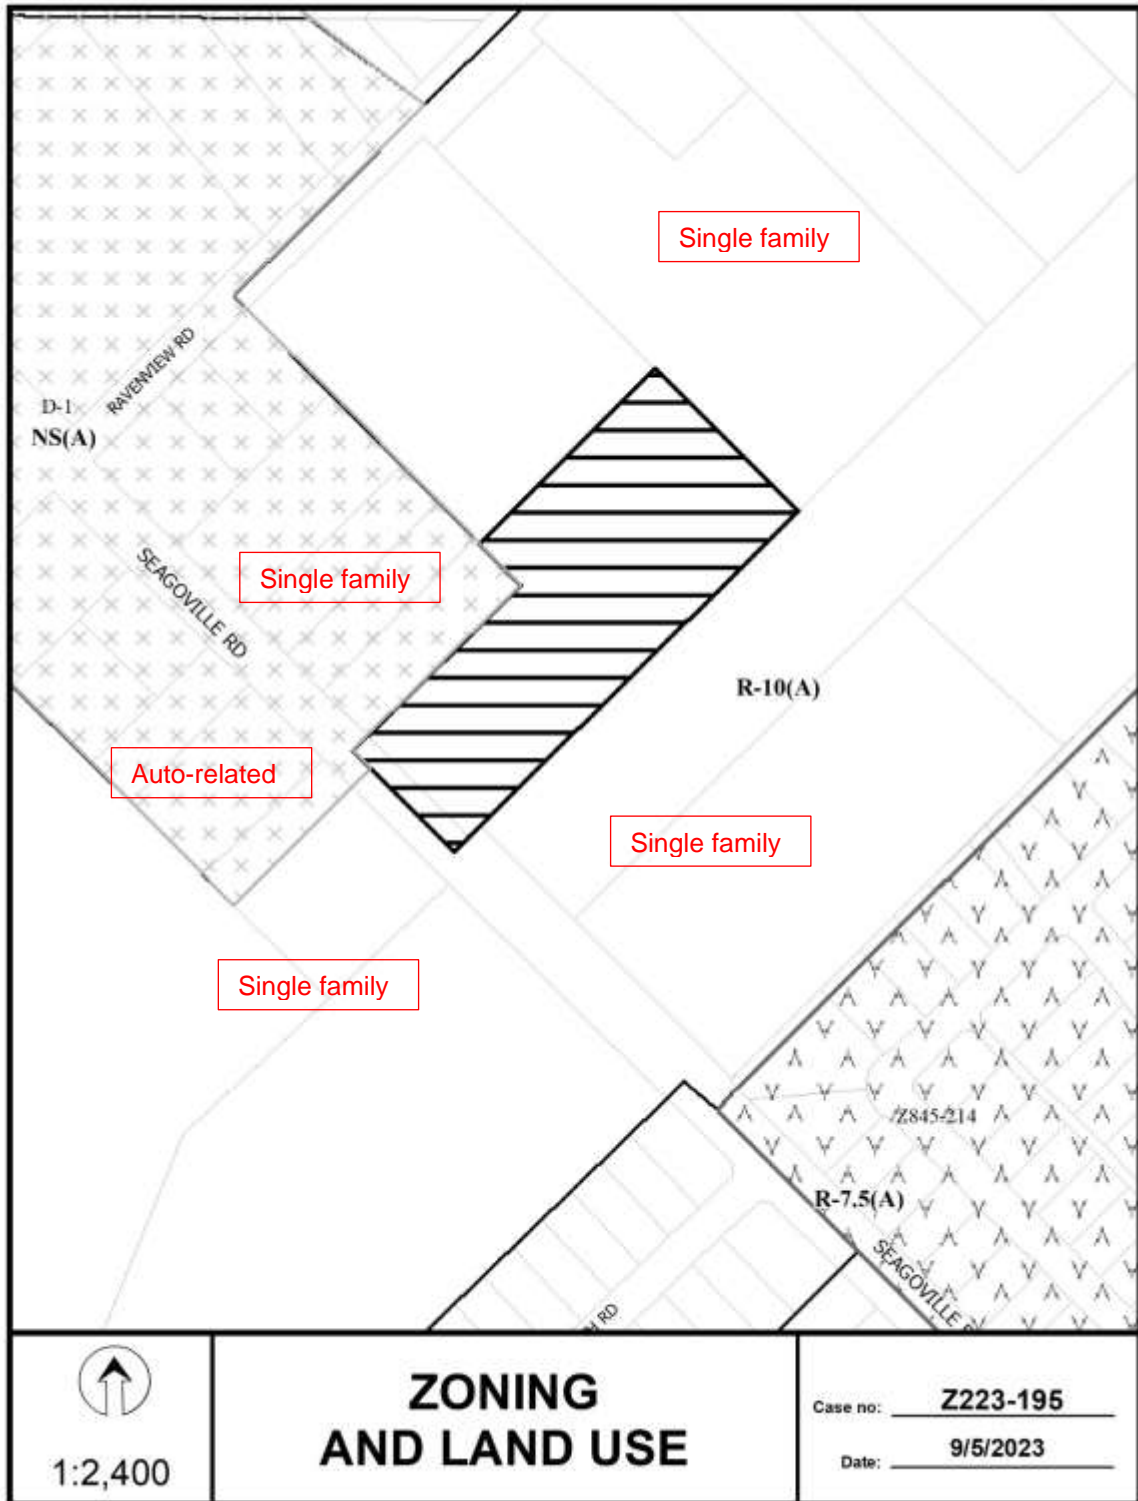 Single family
RAVENVIEW RD
D-1
NS(A)
Single family
SEAGOVILLE RD
R-10(A)
Auto-related
Single family
Single family
Z845-214
R-7.5(A)
SEAGOVILLE
RD
1:2,400
ZONING
AND LAND USE
Case no: Z223-195
Date: 9/5/2023